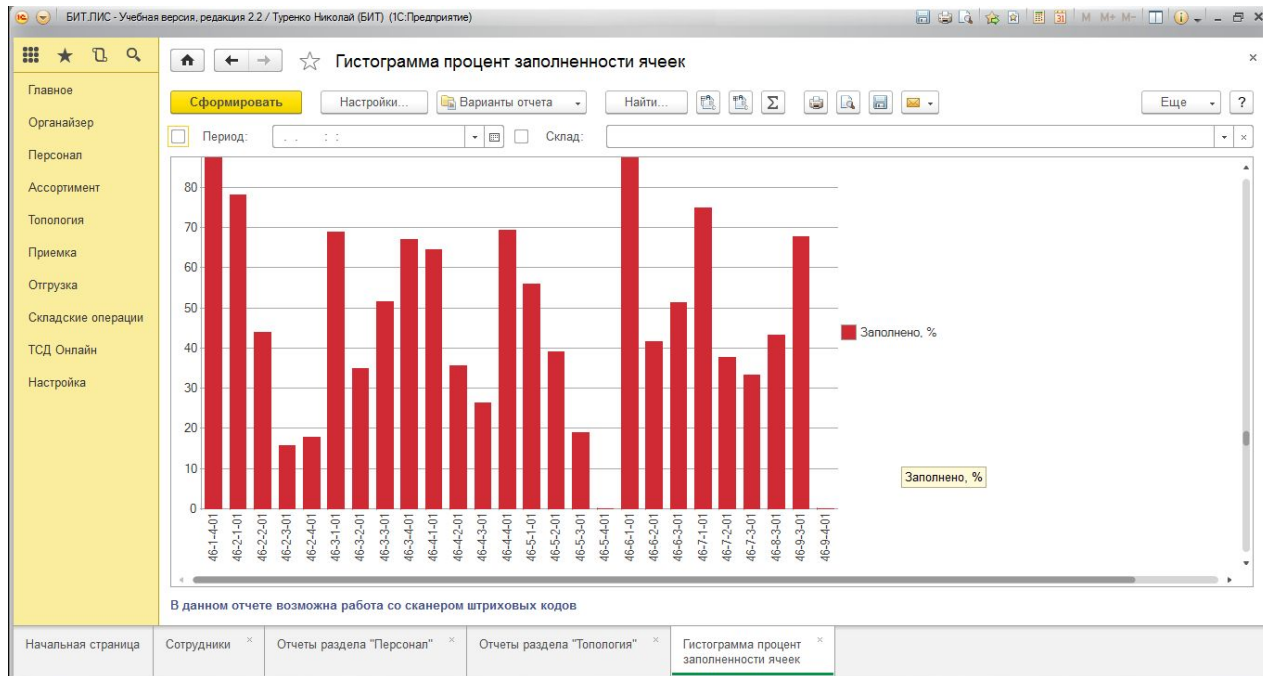 БИТ.ЛИС - Учебная версия, редакция 2.2 / Туренко Николай (БИТ) (1С:Предприятие)
M M+ M-
Гистограмма процент заполненности ячеек
Главное
Органайзер
Персонал
Ассортимент
Топология
Приемка
Отгрузка
Складские операции
ТСД Онлайн
Настройка
Сформировать Настройки... Варианты отчета Найти... Σ Еще ?
Период: . . : : Склад:
80
70
60
50
40
30
20
10
0
Заполнено, %
Заполнено, %
46-1-4-01
46-2-1-01
46-2-2-01
46-2-3-01
46-2-4-01
46-3-1-01
46-3-2-01
46-3-3-01
46-3-4-01
46-4-1-01
46-4-2-01
46-4-3-01
46-4-4-01
46-5-1-01
46-5-2-01
46-5-3-01
46-5-4-01
46-6-1-01
46-6-2-01
46-6-3-01
46-7-1-01
46-7-2-01
46-7-3-01
46-8-3-01
46-9-3-01
46-9-4-01
В данном отчете возможна работа со сканером штриховых кодов
Начальная страница Сотрудники Отчеты раздела "Персонал" Отчеты раздела "Топология" Гистограмма процент
заполненности ячеек